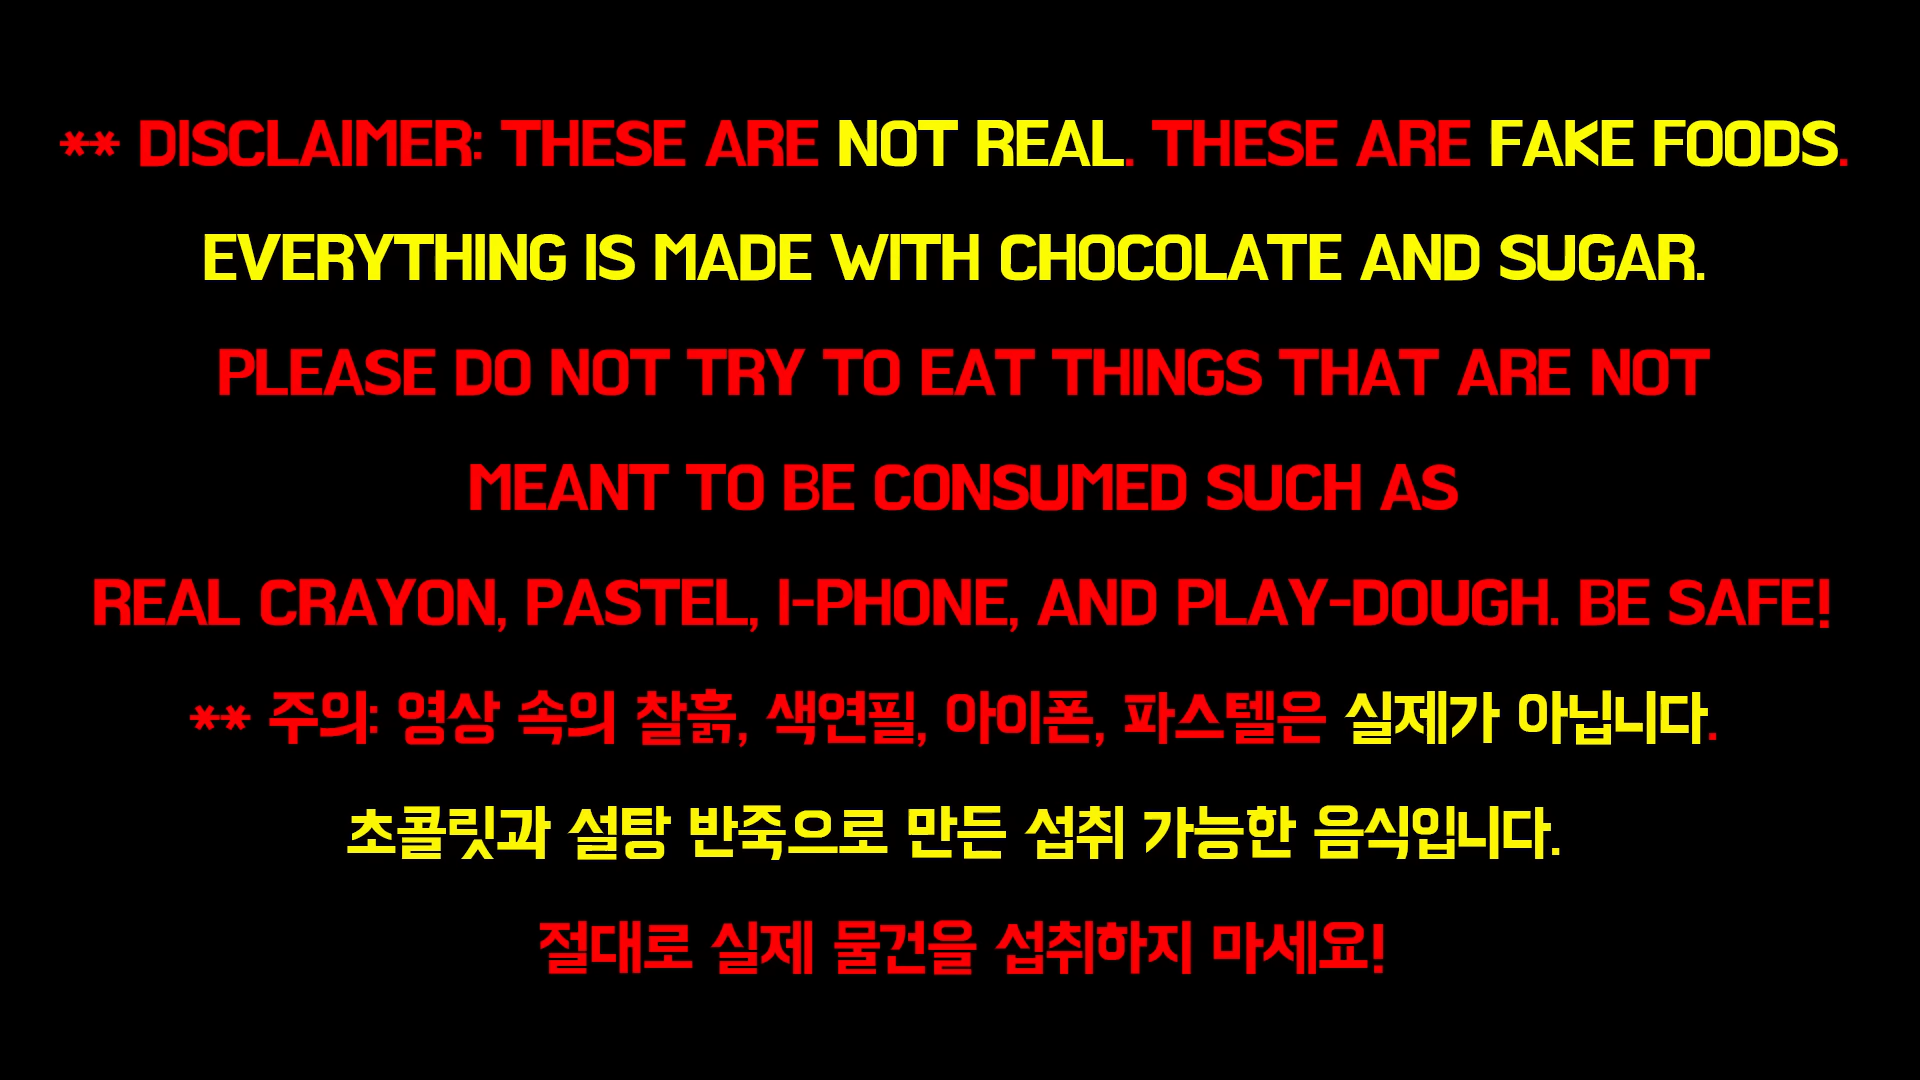 ** DISCLAIMER: THESE ARE NOT REAL. THESE ARE FAKE FOODS.
EVERYTHING IS MADE WITH CHOCOLATE AND SUGAR.
PLEASE DO NOT TRY TO EAT THINGS THAT ARE NOT
MEANT TO BE CONSUMED SUCH AS
REAL CRAYON, PASTEL, I-PHONE, AND PLAY-DOUGH. BE SAFE!
** 주의: 영상 속의 찰흙, 색연필, 아이폰, 파스텔은 실제가 아닙니다.
초콜릿과 설탕 반죽으로 만든 섭취 가능한 음식입니다.
절대로 실제 물건을 섭취하지 마세요!